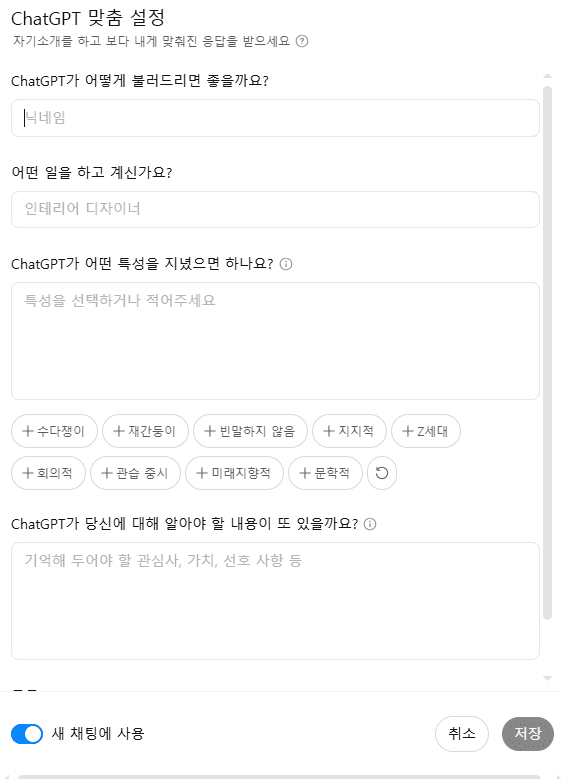 ChatGPT 맞춤 설정
자기소개를 하고 보다 내게 맞춰진 응답을 받으세요
ChatGPT가 어떻게 불러드리면 좋을까요?
닉네임
어떤 일을 하고 계신가요?
인테리어 디자이너
ChatGPT가 어떤 특성을 지녔으면 하나요?
특성을 선택하거나 적어주세요
+ 수다쟁이 + 재간둥이 + 빈말하지 않음 + 지지적 + Z세대
+ 회의적 + 관습 중시 + 미래지향적 + 문학적
ChatGPT가 당신에 대해 알아야 할 내용이 또 있을까요?
기억해 두어야 할 관심사, 가치, 선호 사항 등
새 채팅에 사용 취소 저장